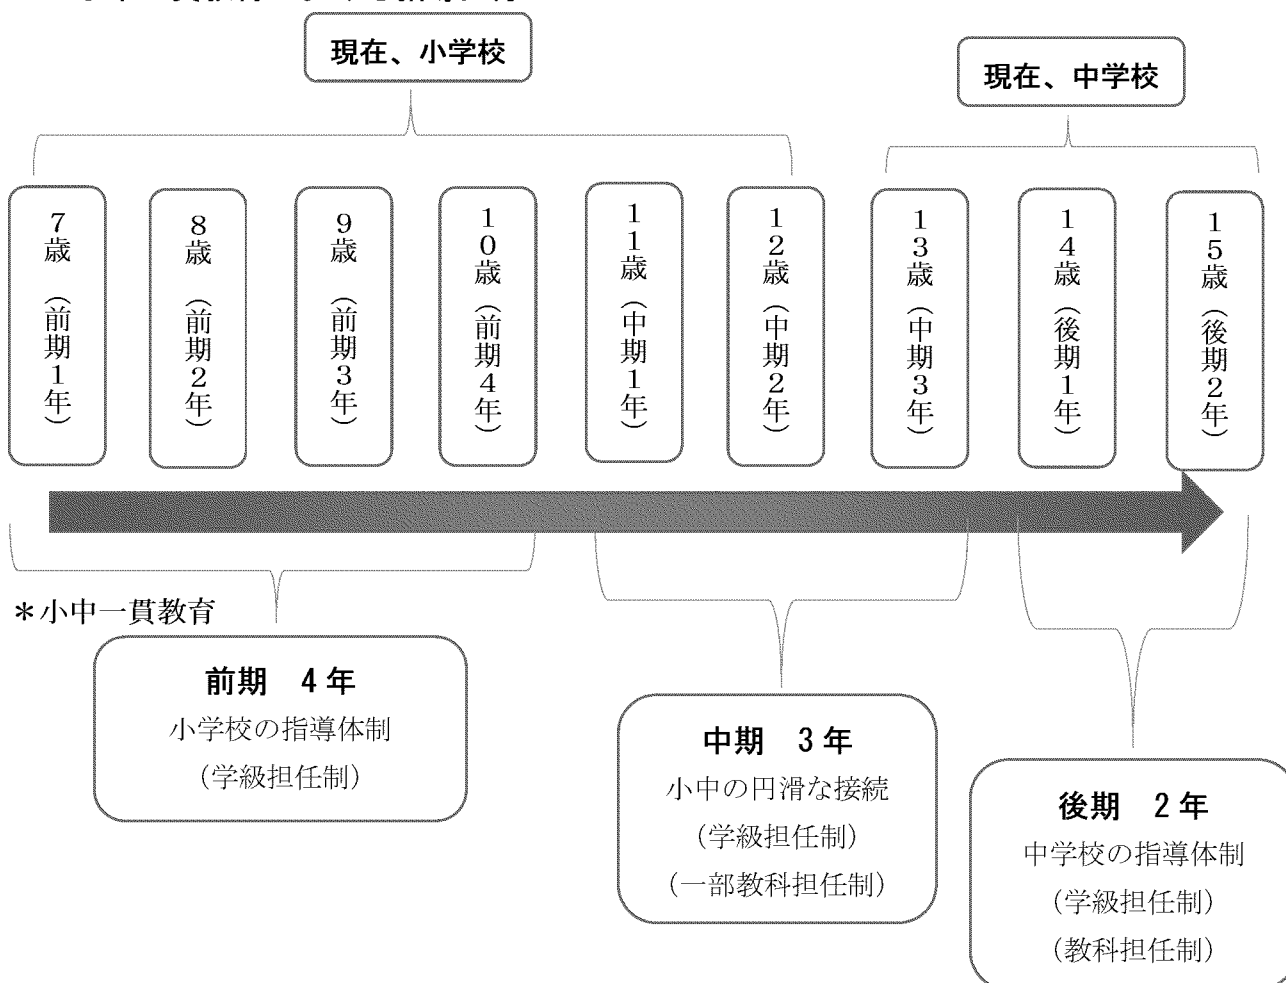 現在、小学校
現在、中学校
7歳（前期1年）
8歳（前期2年）
9歳（前期3年）
10歳（前期4年）
11歳（中期1年）
12歳（中期2年）
13歳（中期3年）
14歳（後期1年）
15歳（後期2年）
＊小中一貫教育
前期　4年
小学校の指導体制
（学級担任制）
中期　3年
小中の円滑な接続
（学級担任制）
（一部教科担任制）
後期　2年
中学校の指導体制
（学級担任制）
（教科担任制）